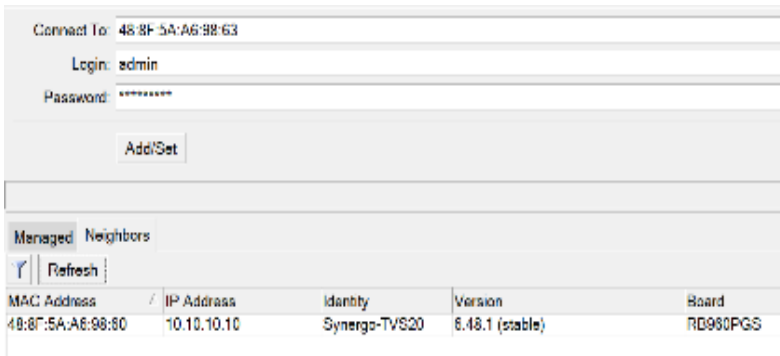 Connect To: 48:8F:5A:A6:98:63
Login: admin
Password: *********
Add/Set
Managed Neighbors
Refresh
MAC Address / IP Address Identity Version Board
48:8F:5A:A6:98:60 10.10.10.10 Synergo-TVS20 6.48.1 (stable) RB960PGS